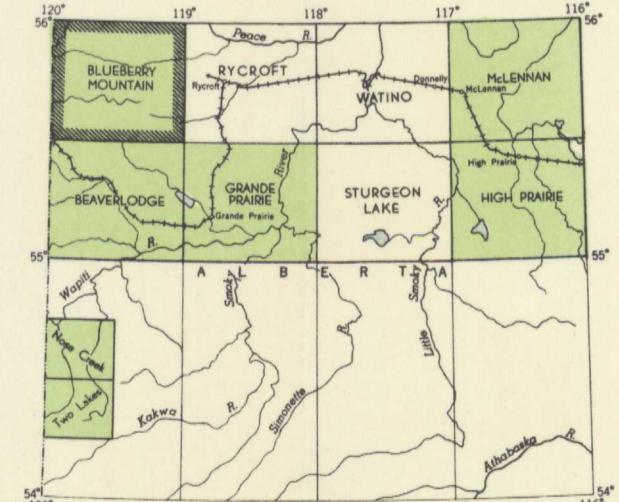 120°
119°
118°
117°
116°
56°
56°
Peace R.
BLUEBERRY
MOUNTAIN
RYCROFT
Rycroft
WATINO
Donnelly
McLENNAN
McLennan
High Prairie
River
BEAVERLODGE
GRANDE
PRAIRIE
Grande Prairie
STURGEON
LAKE
HIGH PRAIRIE
R.
R.
55°
55°
ALBERTA
Wapiti
Smoky
Smoky
Nose Creek
Two Lakes
R.
Little
Simonette
Kakwa R.
Athabaska R.
54°
54°